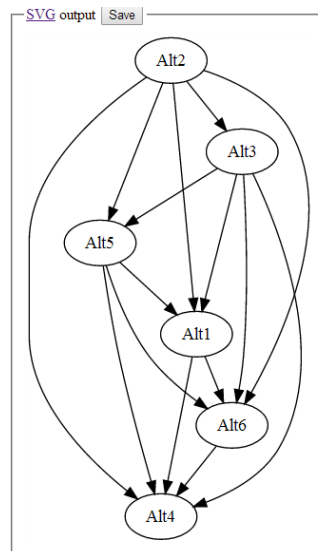 SVG output Save
Alt2
Alt3
Alt5
Alt1
Alt6
Alt4